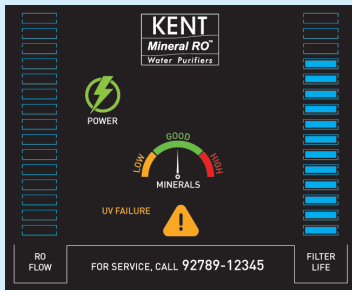 KENT
Mineral RO™
Water Purifiers
POWER
LOW
GOOD
HIGH
MINERALS
UV FAILURE
!
RO
FLOW
FOR SERVICE, CALL 92789-12345
FILTER
LIFE